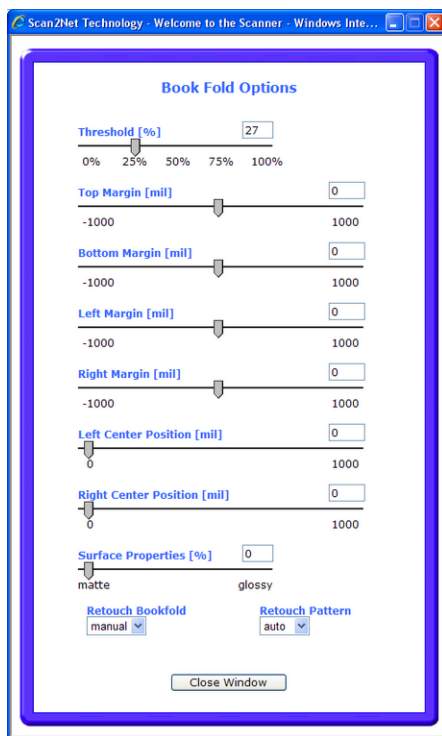 Scan2Net Technology - Welcome to the Scanner - Windows Inte...
Book Fold Options
Threshold [%] 27
0% 25% 50% 75% 100%
Top Margin [mil] 0
-1000 1000
Bottom Margin [mil] 0
-1000 1000
Left Margin [mil] 0
-1000 1000
Right Margin [mil] 0
-1000 1000
Left Center Position [mil] 0
0 1000
Right Center Position [mil] 0
0 1000
Surface Properties [%] 0
matte glossy
Retouch Bookfold Retouch Pattern
manual auto
Close Window